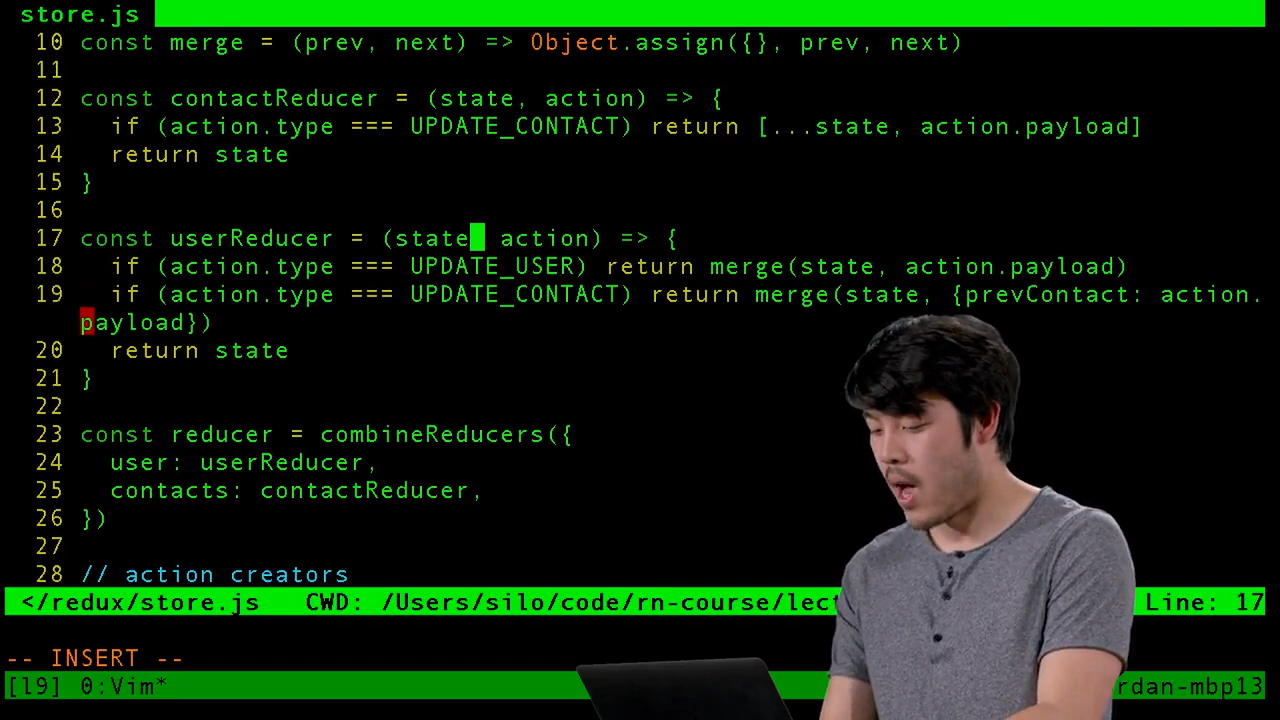 store.js
10 const merge = (prev, next) => Object.assign({}, prev, next)
11
12 const contactReducer = (state, action) => {
13   if (action.type === UPDATE_CONTACT) return [...state, action.payload]
14   return state
15 }
16
17 const userReducer = (state action) => {
18   if (action.type === UPDATE_USER) return merge(state, action.payload)
19   if (action.type === UPDATE_CONTACT) return merge(state, {prevContact: action.
payload})
20   return state
21 }
22
23 const reducer = combineReducers({
24   user: userReducer,
25   contacts: contactReducer,
26 })
27
28 // action creators
</redux/store.js   CWD: /Users/silo/code/rn-course/lect Line: 17
-- INSERT --
[l9] 0:Vim* rdan-mbp13